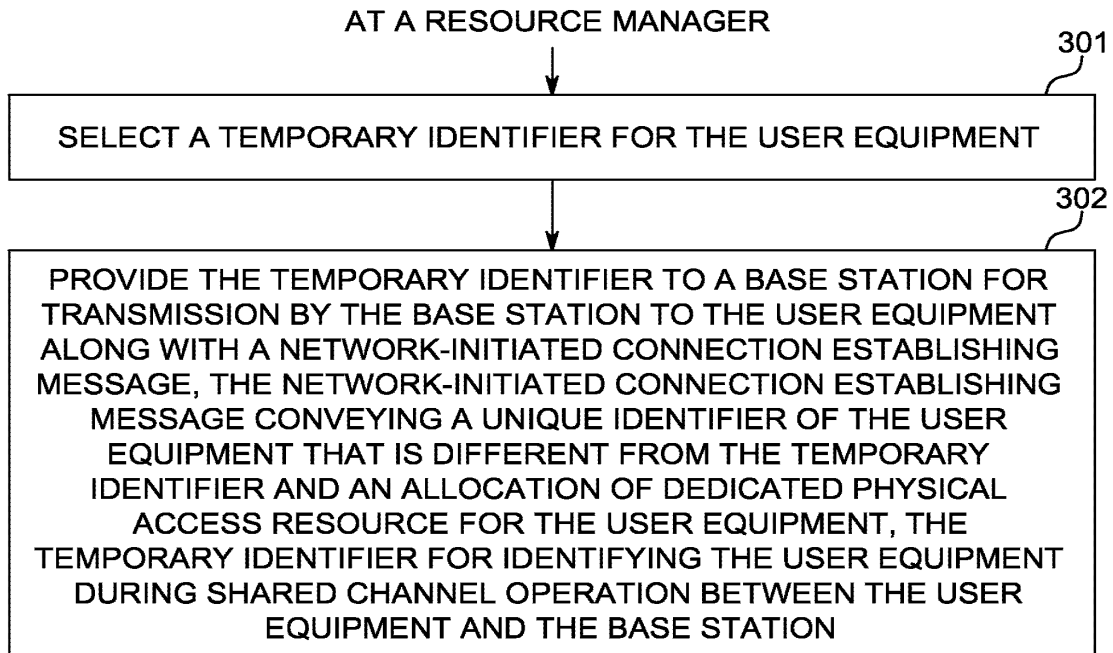 AT A RESOURCE MANAGER
301
SELECT A TEMPORARY IDENTIFIER FOR THE USER EQUIPMENT
302
PROVIDE THE TEMPORARY IDENTIFIER TO A BASE STATION FOR
TRANSMISSION BY THE BASE STATION TO THE USER EQUIPMENT
ALONG WITH A NETWORK-INITIATED CONNECTION ESTABLISHING
MESSAGE, THE NETWORK-INITIATED CONNECTION ESTABLISHING
MESSAGE CONVEYING A UNIQUE IDENTIFIER OF THE USER
EQUIPMENT THAT IS DIFFERENT FROM THE TEMPORARY
IDENTIFIER AND AN ALLOCATION OF DEDICATED PHYSICAL
ACCESS RESOURCE FOR THE USER EQUIPMENT, THE
TEMPORARY IDENTIFIER FOR IDENTIFYING THE USER EQUIPMENT
DURING SHARED CHANNEL OPERATION BETWEEN THE USER
EQUIPMENT AND THE BASE STATION